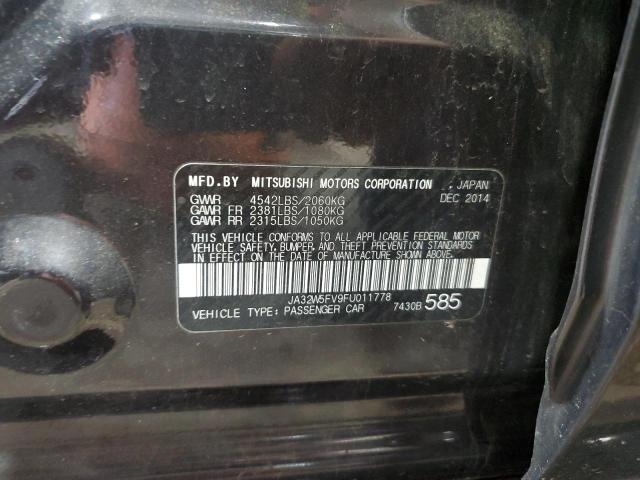 MFD.BY MITSUBISHI MOTORS CORPORATION JAPAN
GVWR 4542LBS/2060KG DEC 2014
GAWR FR 2381LBS/1080KG
GAWR RR 2315LBS/1050KG
THIS VEHICLE CONFORMS TO ALL APPLICABLE FEDERAL MOTOR
VEHICLE SAFETY, BUMPER, AND THEFT PREVENTION STANDARDS
IN EFFECT ON THE DATE OF MANUFACTURE SHOWN ABOVE.
JA32W5FV9FU011778
VEHICLE TYPE: PASSENGER CAR 7430B 585